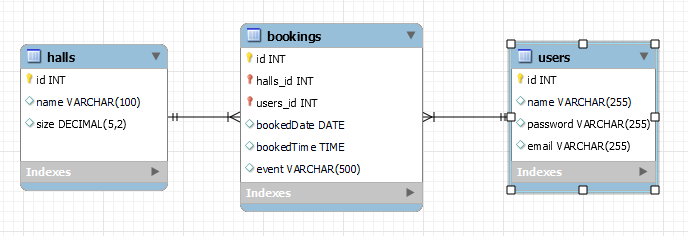 halls
id INT
name VARCHAR(100)
size DECIMAL(5,2)
Indexes
bookings
id INT
halls_id INT
users_id INT
bookedDate DATE
bookedTime TIME
event VARCHAR(500)
Indexes
users
id INT
name VARCHAR(255)
password VARCHAR(255)
email VARCHAR(255)
Indexes